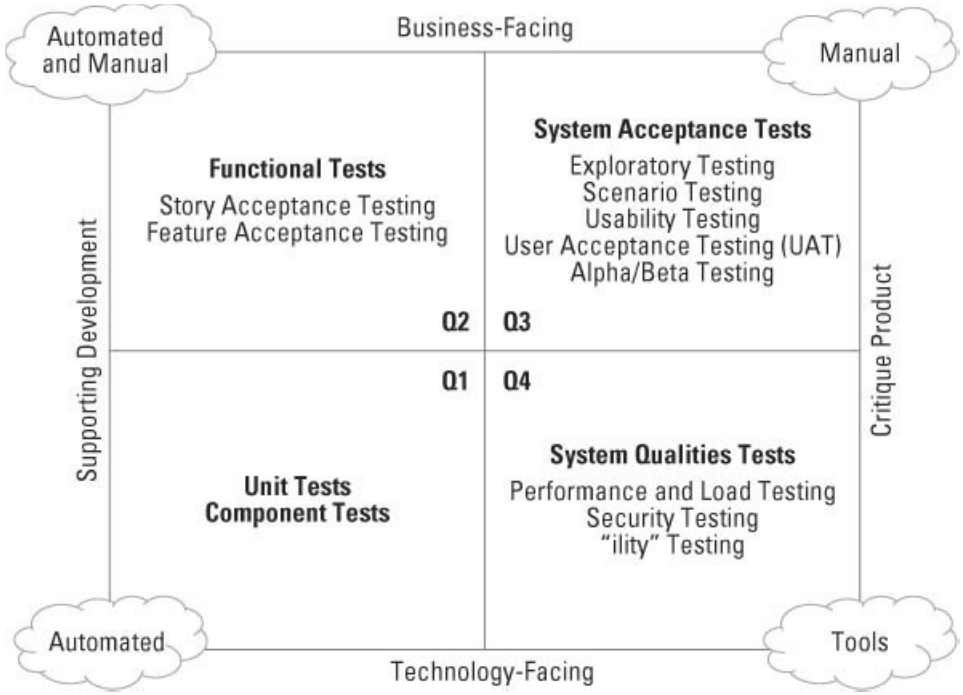 Automated
and Manual
Business-Facing
Manual
Functional Tests
Story Acceptance Testing
Feature Acceptance Testing
System Acceptance Tests
Exploratory Testing
Scenario Testing
Usability Testing
User Acceptance Testing (UAT)
Alpha/Beta Testing
Supporting Development
Critique Product
Q2
Q3
Q1
Q4
Unit Tests
Component Tests
System Qualities Tests
Performance and Load Testing
Security Testing
“ility” Testing
Automated
Technology-Facing
Tools